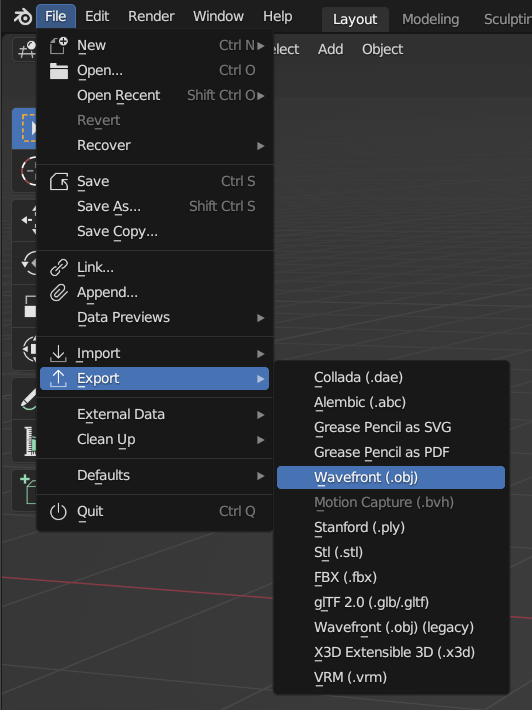 File Edit Render Window Help Layout Modeling
Add Object
New Ctrl N
Open... Ctrl O
Open Recent Shift Ctrl O
Revert
Recover
Save Ctrl S
Save As... Shift Ctrl S
Save Copy...
Link...
Append...
Data Previews
Import
Export
External Data
Clean Up
Defaults
Quit Ctrl Q
Collada (.dae)
Alembic (.abc)
Grease Pencil as SVG
Grease Pencil as PDF
Wavefront (.obj)
Motion Capture (.bvh)
Stanford (.ply)
Stl (.stl)
FBX (.fbx)
glTF 2.0 (.glb/.gltf)
Wavefront (.obj) (legacy)
X3D Extensible 3D (.x3d)
VRM (.vrm)